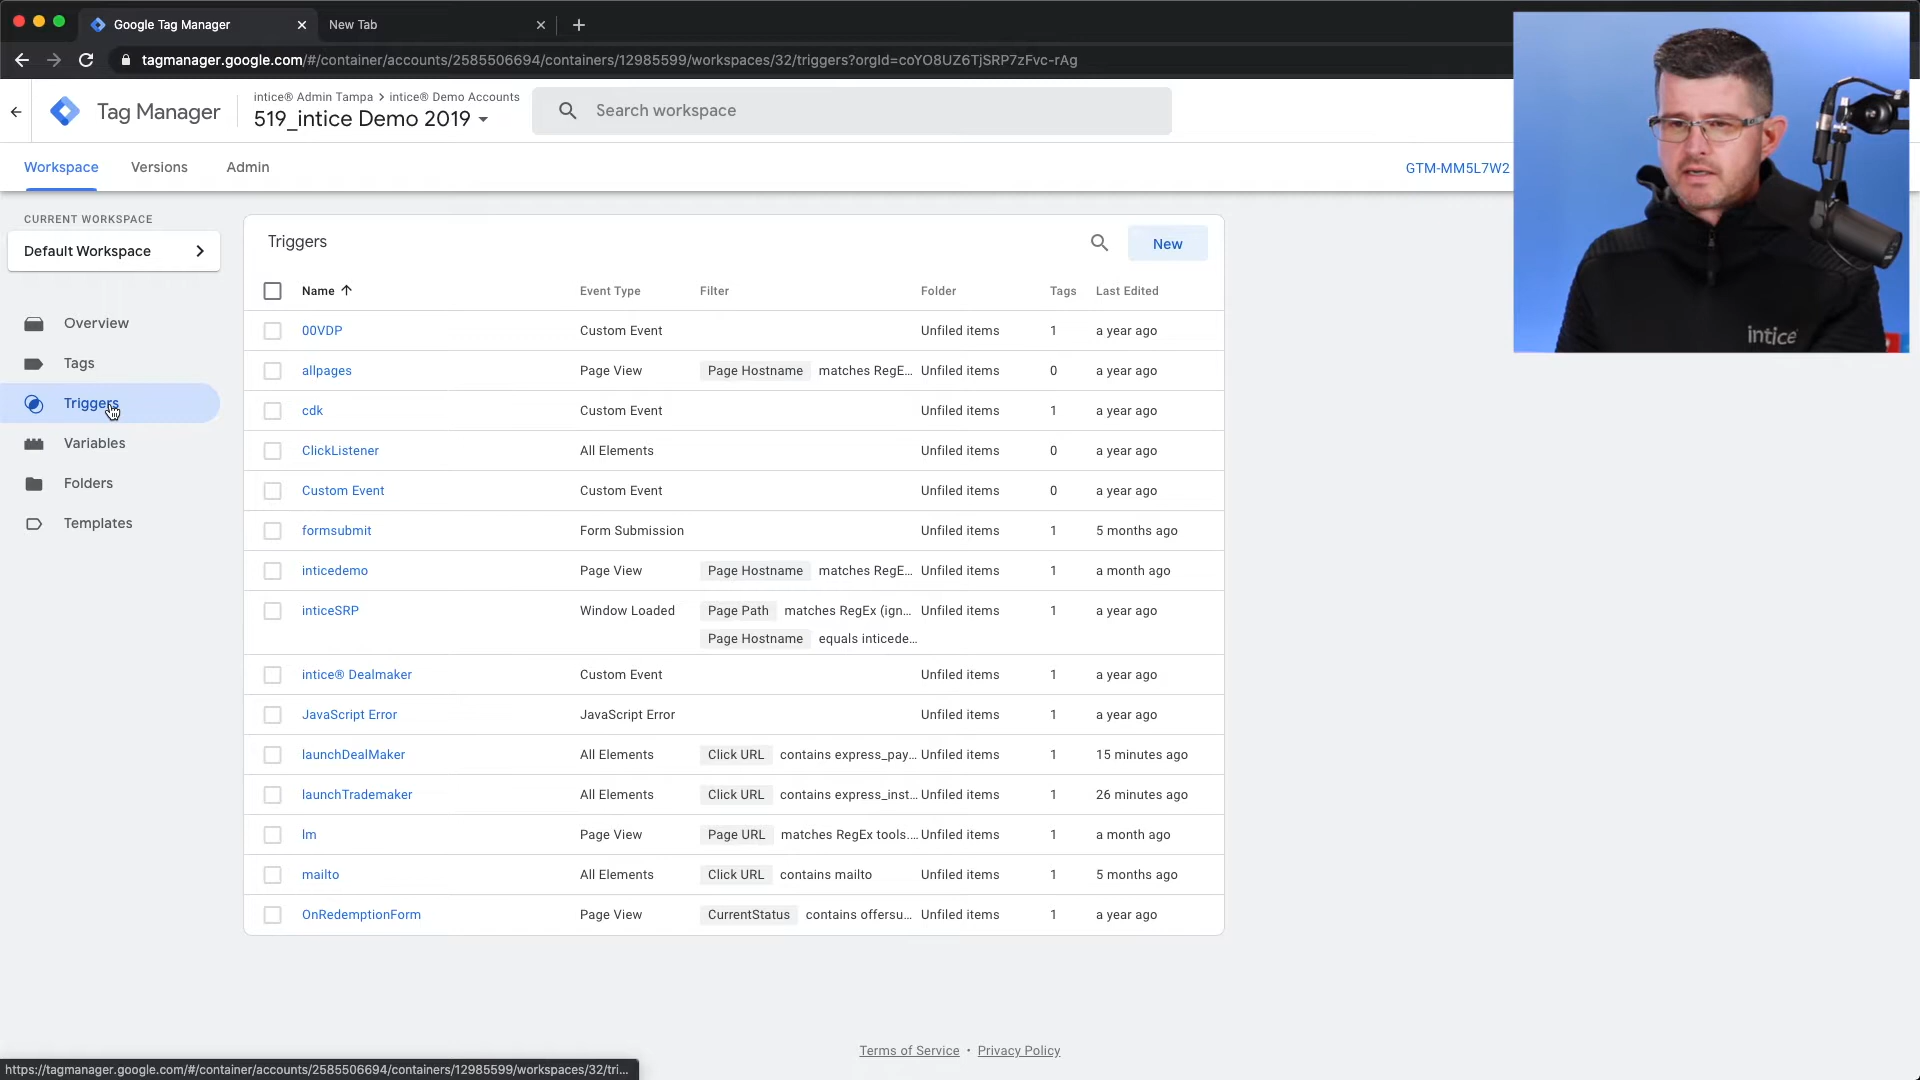 Google Tag Manager
New Tab
tagmanager.google.com/#/container/accounts/2585506694/containers/12985599/workspaces/32/triggers?orgId=coYO8UZ6TjSRP7zFvc-rAg
Tag Manager
intice® Admin Tampa > intice® Demo Accounts
519_intice Demo 2019
Search workspace
Workspace Versions Admin
GTM-MM5L7W2
CURRENT WORKSPACE
Default Workspace
Overview
Tags
Triggers
Variables
Folders
Templates
Triggers
New
Name Event Type Filter Folder Tags Last Edited
00VDP Custom Event Unfiled items 1 a year ago
allpages Page View Page Hostname matches RegE... Unfiled items 0 a year ago
cdk Custom Event Unfiled items 1 a year ago
ClickListener All Elements Unfiled items 0 a year ago
Custom Event Custom Event Unfiled items 0 a year ago
formsubmit Form Submission Unfiled items 1 5 months ago
inticedemo Page View Page Hostname matches RegE... Unfiled items 1 a month ago
inticeSRP Window Loaded Page Path matches RegEx (ign... Unfiled items 1 a year ago
Page Hostname equals inticede...
intice® Dealmaker Custom Event Unfiled items 1 a year ago
JavaScript Error JavaScript Error Unfiled items 1 a year ago
launchDealMaker All Elements Click URL contains express_pay... Unfiled items 1 15 minutes ago
launchTrademaker All Elements Click URL contains express_inst... Unfiled items 1 26 minutes ago
lm Page View Page URL matches RegEx tools.... Unfiled items 1 a month ago
mailto All Elements Click URL contains mailto Unfiled items 1 5 months ago
OnRedemptionForm Page View CurrentStatus contains offersu... Unfiled items 1 a year ago
intice
Terms of Service • Privacy Policy
https://tagmanager.google.com/#/container/accounts/2585506694/containers/12985599/workspaces/32/tri...